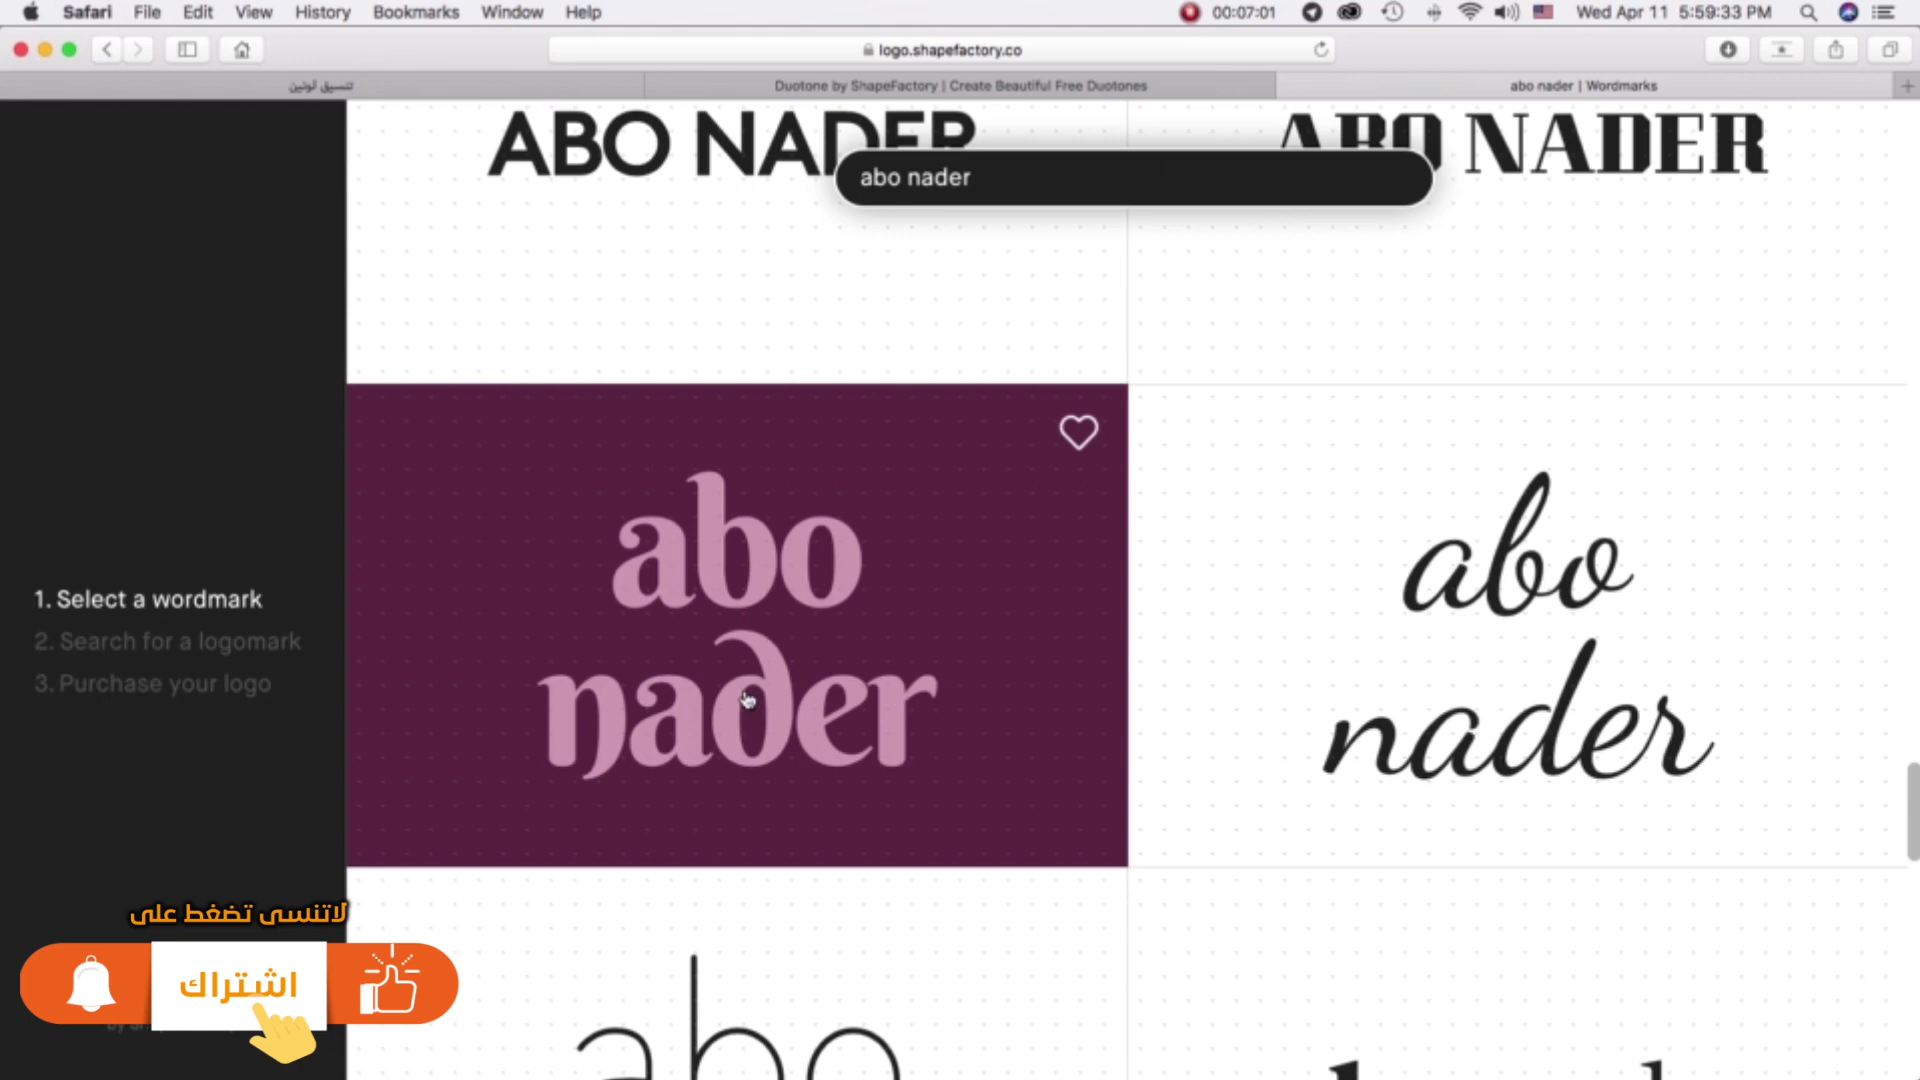 Safari File Edit View History Bookmarks Window Help 00:07:01 Wed Apr 11 5:59:33 PM
logo.shapefactory.co
تنسيق لونين
Duotone by ShapeFactory | Create Beautiful Free Duotones
abo nader | Wordmarks
ABO NADER
ABO NADER
abo nader
abo
nader
abo
nader
1. Select a wordmark
2. Search for a logomark
3. Purchase your logo
لاتنسى تضغط على
اشتراك
abo